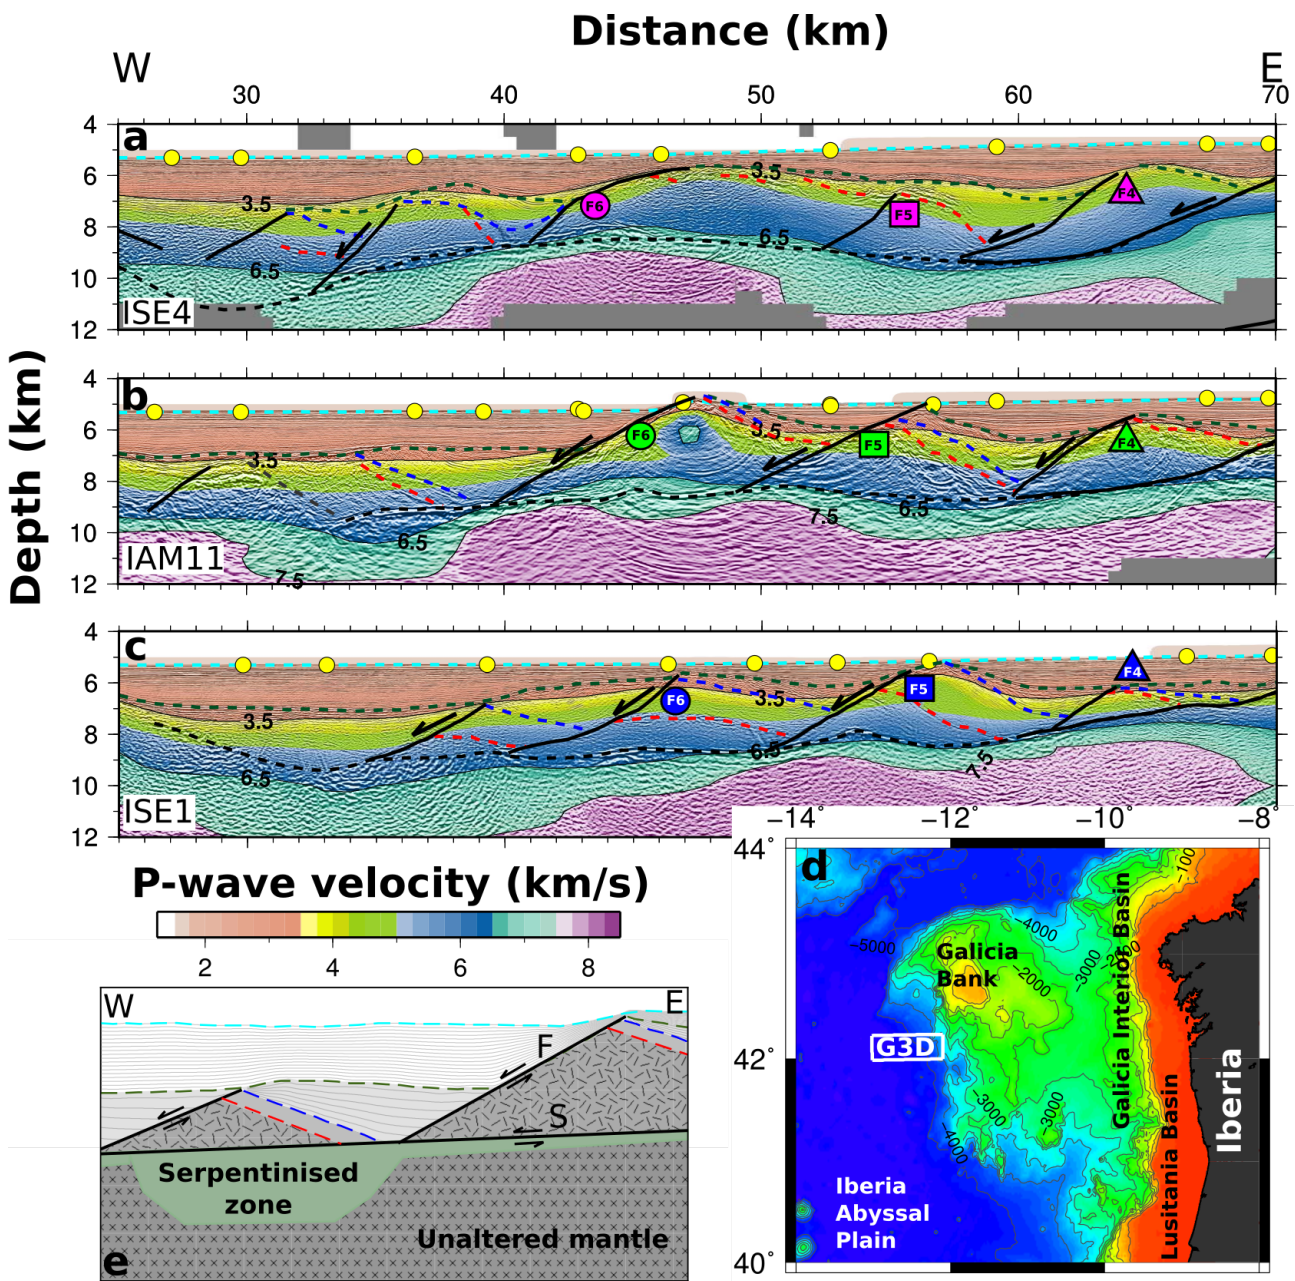 Distance (km)
W
E
30
40
50
60
70
Depth (km)
4
6
8
10
12
a
3.5
3.5
6.5
6.5
F6
F5
F4
ISE4
4
6
8
10
12
b
3.5
3.5
6.5
6.5
7.5
7.5
F6
F5
F4
IAM11
4
6
8
10
12
c
3.5
3.5
6.5
6.5
7.5
F6
F5
F4
ISE1
P-wave velocity (km/s)
2
4
6
8
W
E
F
S
Serpentinised
zone
Unaltered mantle
e
−14°
−12°
−10°
−8°
44°
42°
40°
d
−5000
−4000
−3000
−2000
−2000
−3000
−3000
−4000
Galicia
Bank
G3D
Galicia Interior Basin
Lusitania Basin
Iberia
Iberia
Abyssal
Plain